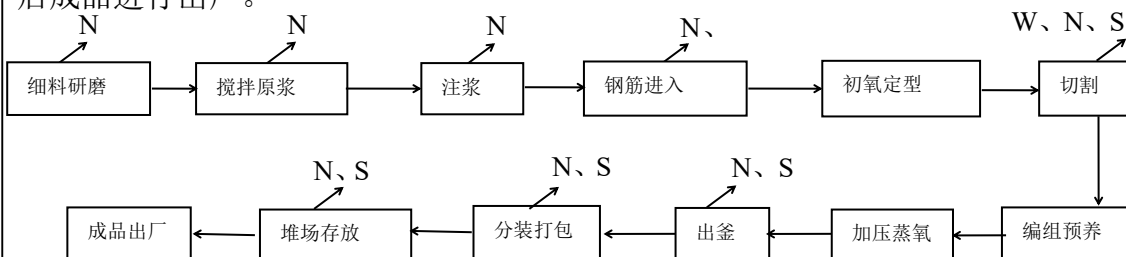 后成品进行出厂。
N N N N、 W、N、S
细料研磨 搅拌原浆 注浆 钢筋进入 初氧定型 切割
N、S N、S N、S
成品出厂 堆场存放 分装打包 出釜 加压蒸氧 编组预养